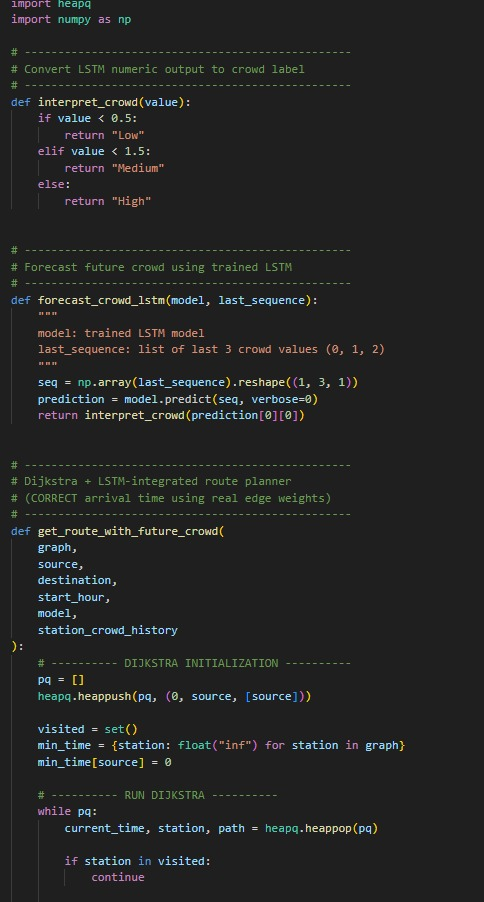 import heapq
import numpy as np
# --------------------------------------------------
# Convert LSTM numeric output to crowd label
# --------------------------------------------------
def interpret_crowd(value):
    if value < 0.5:
        return "Low"
    elif value < 1.5:
        return "Medium"
    else:
        return "High"
# --------------------------------------------------
# Forecast future crowd using trained LSTM
# --------------------------------------------------
def forecast_crowd_lstm(model, last_sequence):
    """
    model: trained LSTM model
    last_sequence: list of last 3 crowd values (0, 1, 2)
    """
    seq = np.array(last_sequence).reshape((1, 3, 1))
    prediction = model.predict(seq, verbose=0)
    return interpret_crowd(prediction[0][0])
# --------------------------------------------------
# Dijkstra + LSTM-integrated route planner
# (CORRECT arrival time using real edge weights)
# --------------------------------------------------
def get_route_with_future_crowd(
    graph,
    source,
    destination,
    start_hour,
    model,
    station_crowd_history
):
    # ---------- DIJKSTRA INITIALIZATION ----------
    pq = []
    heapq.heappush(pq, (0, source, [source]))
    visited = set()
    min_time = {station: float("inf") for station in graph}
    min_time[source] = 0
    # ---------- RUN DIJKSTRA ----------
    while pq:
        current_time, station, path = heapq.heappop(pq)
        if station in visited:
            continue